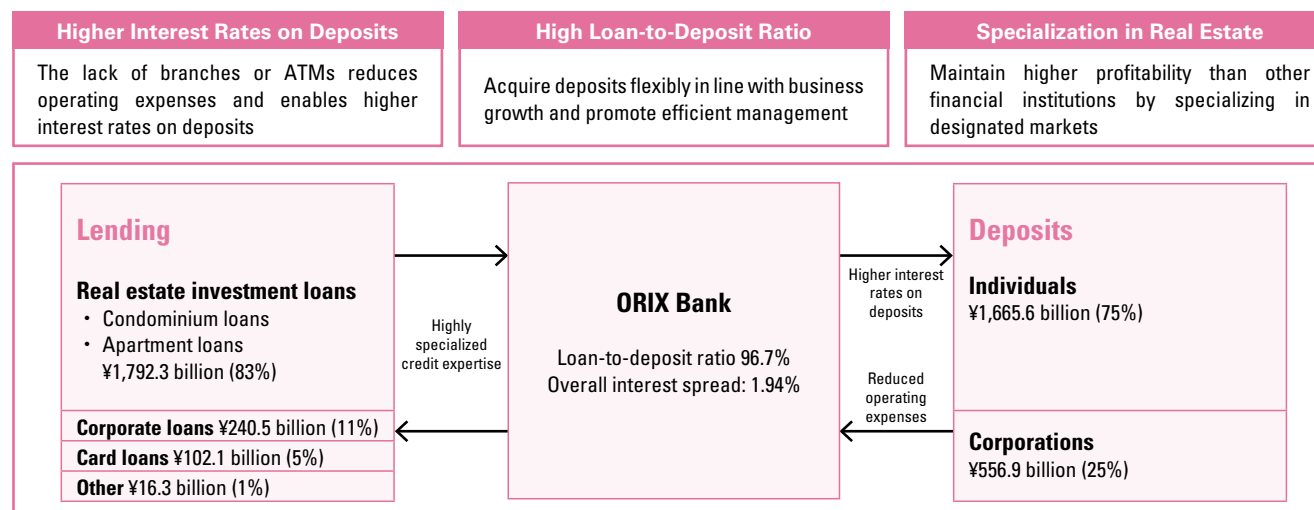 Higher Interest Rates on Deposits
The lack of branches or ATMs reduces
operating expenses and enables higher
interest rates on deposits
High Loan-to-Deposit Ratio
Acquire deposits flexibly in line with business
growth and promote efficient management
Specialization in Real Estate
Maintain higher profitability than other
financial institutions by specializing in
designated markets
Lending
Real estate investment loans
・ Condominium loans
・ Apartment loans
¥1,792.3 billion (83%)
Corporate loans ¥240.5 billion (11%)
Card loans ¥102.1 billion (5%)
Other ¥16.3 billion (1%)
Highly
specialized
credit expertise
ORIX Bank
Loan-to-deposit ratio 96.7%
Overall interest spread: 1.94%
Higher interest
rates on
deposits
Reduced
operating
expenses
Deposits
Individuals
¥1,665.6 billion (75%)
Corporations
¥556.9 billion (25%)